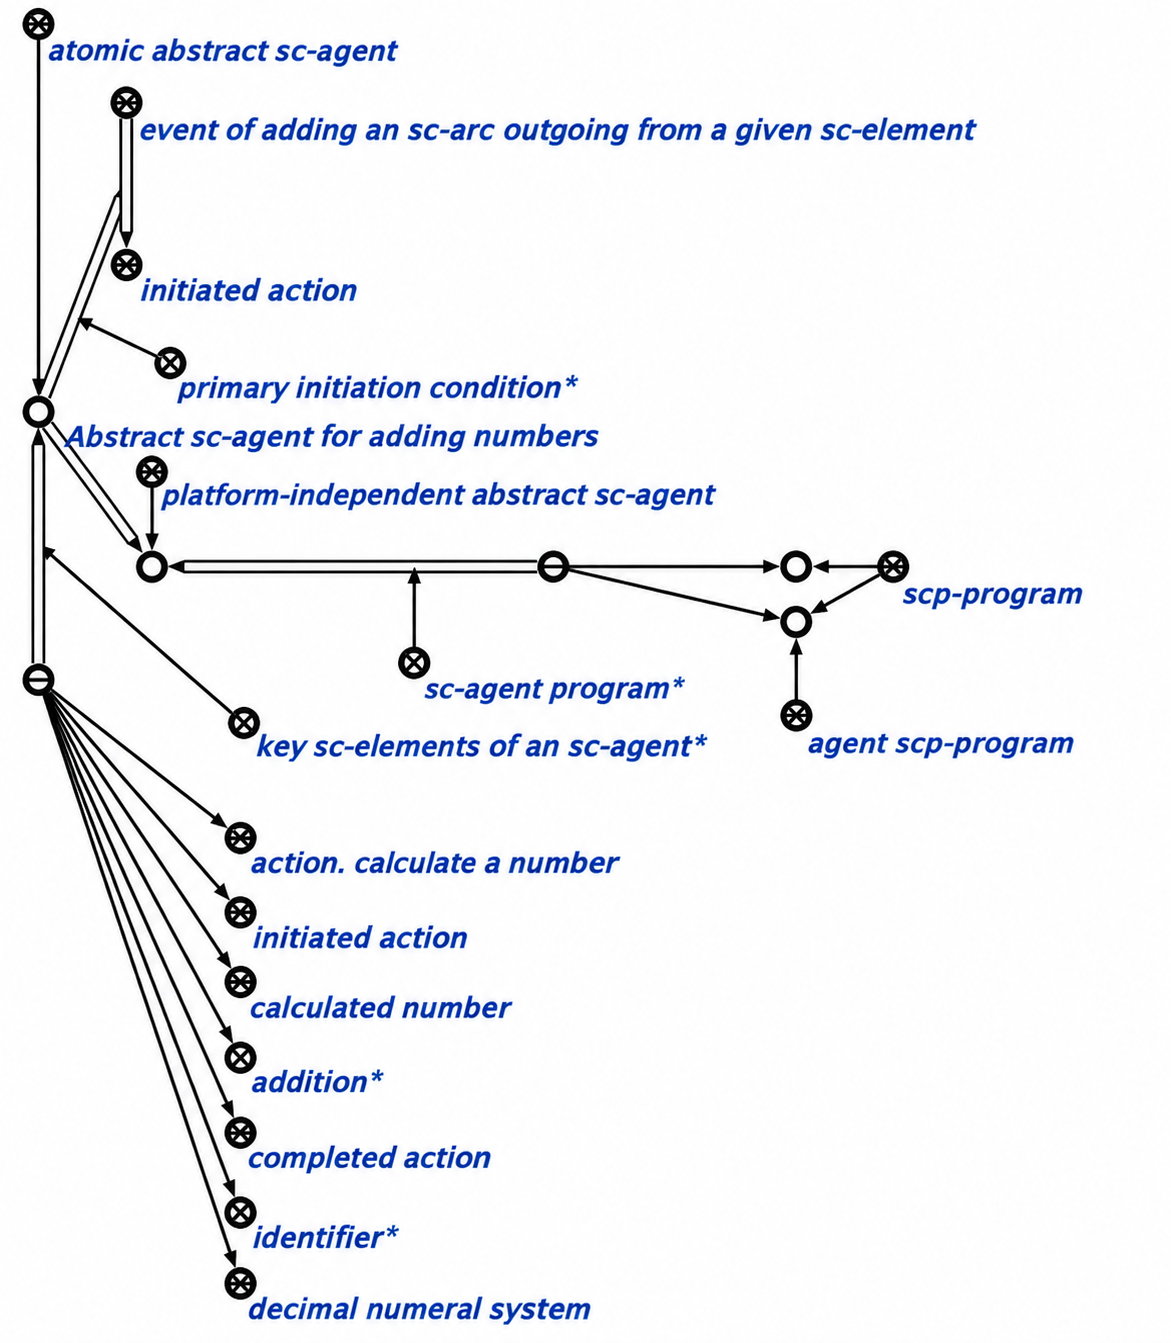 atomic abstract sc-agent
event of adding an sc-arc outgoing from a given sc-element
initiated action
primary initiation condition*
Abstract sc-agent for adding numbers
platform-independent abstract sc-agent
scp-program
sc-agent program*
agent scp-program
key sc-elements of an sc-agent*
action. calculate a number
initiated action
calculated number
addition*
completed action
identifier*
decimal numeral system